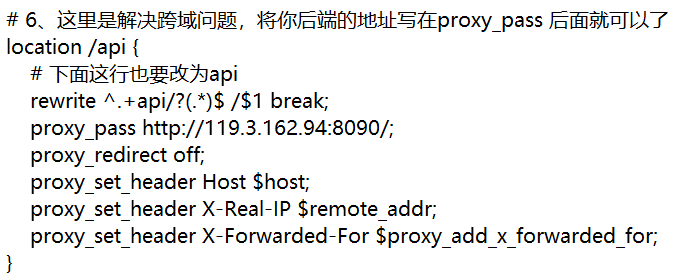 # 6、这里是解决跨域问题，将你后端的地址写在proxy_pass 后面就可以了
location /api {
# 下面这行也要改为api
rewrite ^.+api/?(.*)$ /$1 break;
proxy_pass http://119.3.162.94:8090/;
proxy_redirect off;
proxy_set_header Host $host;
proxy_set_header X-Real-IP $remote_addr;
proxy_set_header X-Forwarded-For $proxy_add_x_forwarded_for;
}